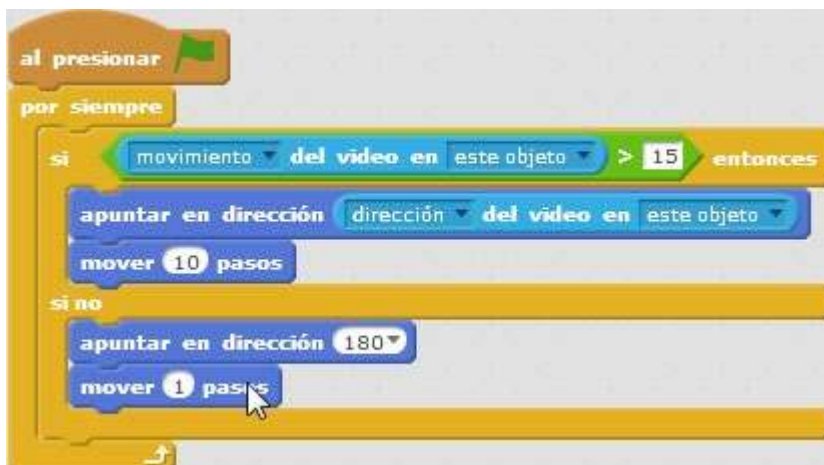 al presionar
por siempre
si movimiento del video en este objeto > 15 entonces
apuntar en dirección dirección del video en este objeto
mover 10 pasos
si no
apuntar en dirección 180
mover 1 pasos